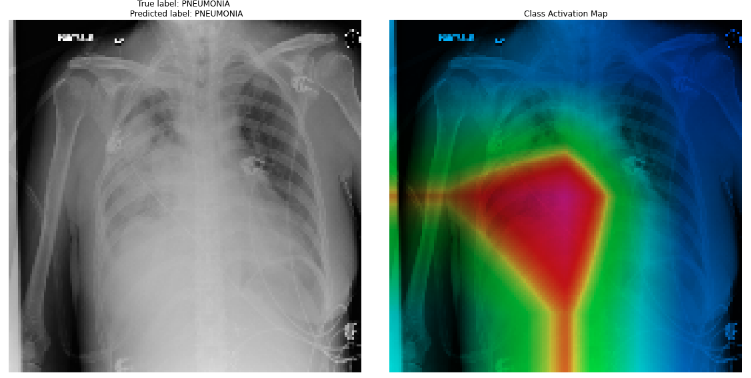 True label: PNEUMONIA
Predicted label: PNEUMONIA
Class Activation Map